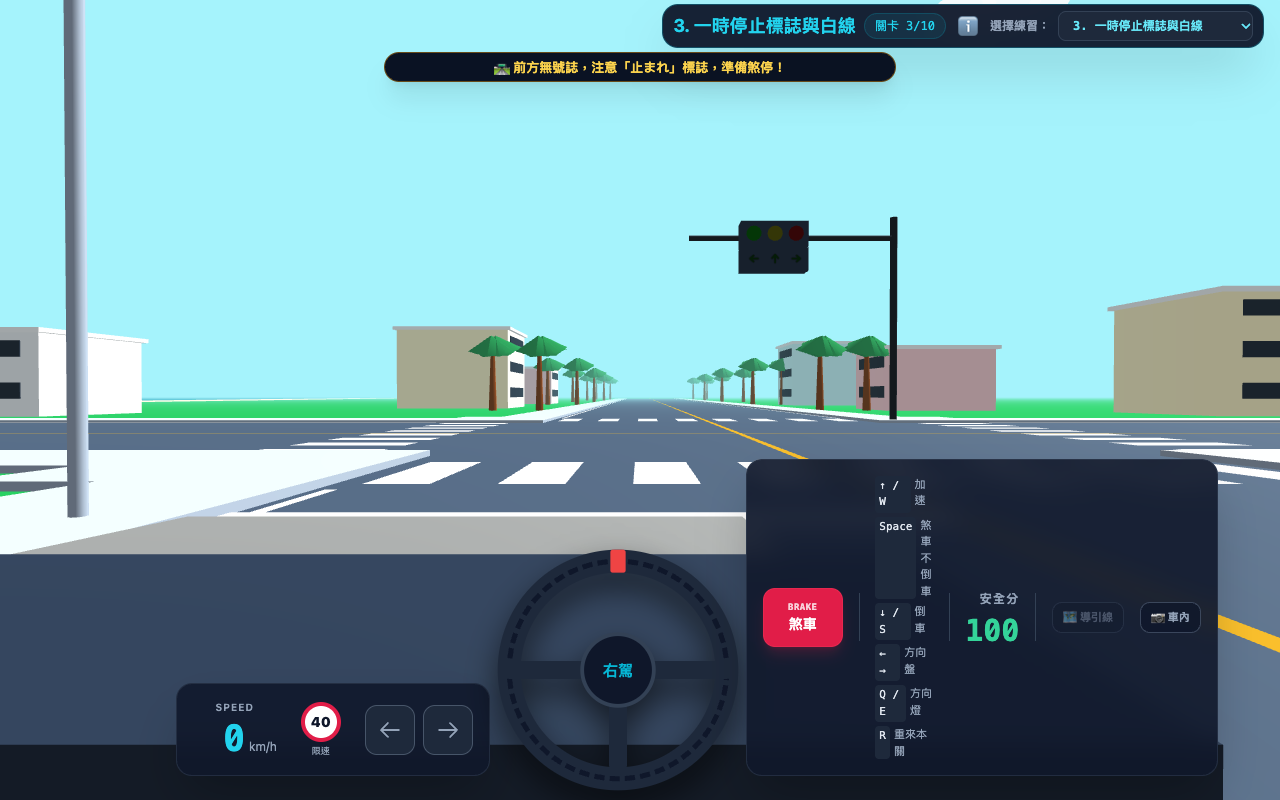 3. 一時停止標誌與白線
關卡 3/10
選擇練習：
3. 一時停止標誌與白線
前方無號誌，注意「止まれ」標誌，準備煞停！
↑ / W
加速
Space
煞車不倒車
↓ / S
倒車
← →
方向盤
Q / E
方向燈
R
重來本關
BRAKE
煞車
安全分
100
導引線
車內
右駕
SPEED
0 km/h
40
限速